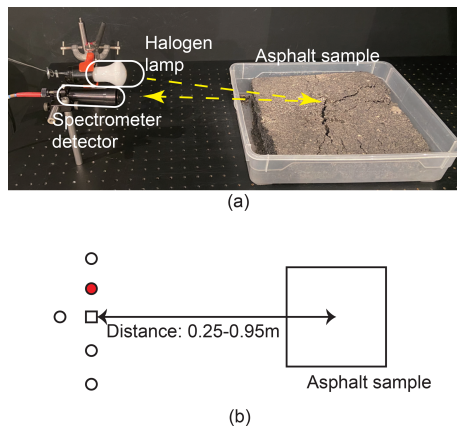 Halogen
lamp
Asphalt sample
Spectrometer
detector
(a)
Distance: 0.25-0.95m
Asphalt sample
(b)